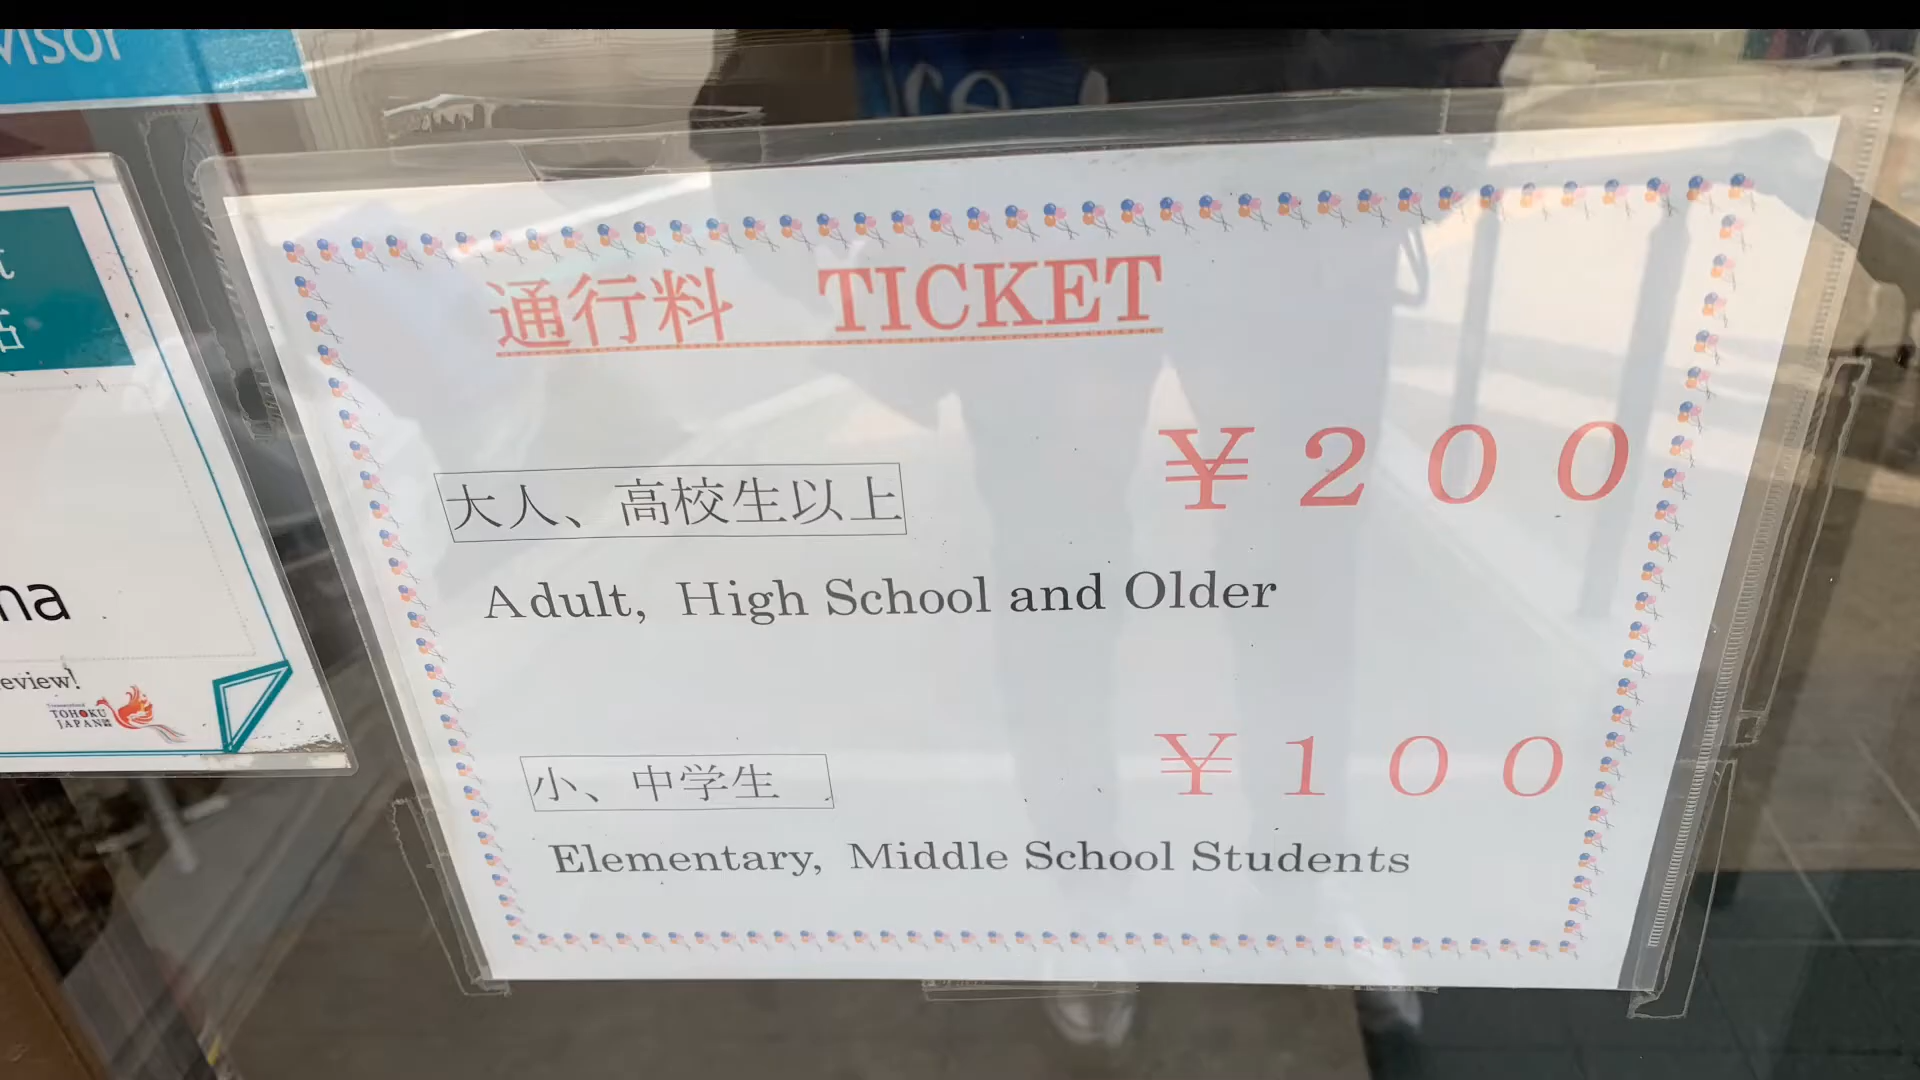 通行料 TICKET
大人、高校生以上 ￥２００
Adult, High School and Older
小、中学生 ￥１００
Elementary, Middle School Students
eview!
TOHOKU
JAPAN